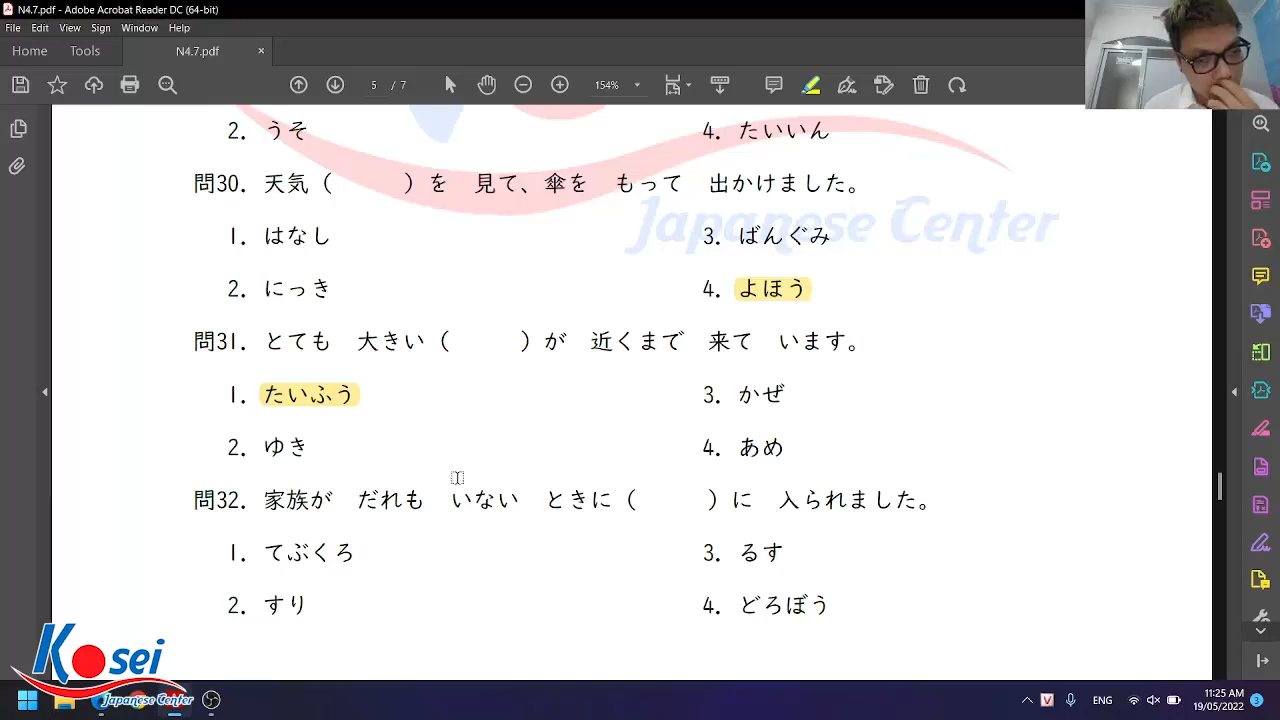 N4.7.pdf - Adobe Acrobat Reader DC (64-bit)
File Edit View Sign Window Help
Home Tools N4.7.pdf ×
5 / 7 154%
2. うそ 4. たいいん
問30. 天気（ ）を 見て、傘を もって 出かけました。
Japanese Center
1. はなし 3. ばんぐみ
2. にっき 4. よほう
問31. とても 大きい（ ）が 近くまで 来て います。
1. たいふう 3. かぜ
2. ゆき 4. あめ
問32. 家族が だれも いない ときに（ ）に 入られました。
1. てぶくろ 3. るす
2. すり 4. どろぼう
Kosei
Japanese Center
V ENG 11:25 AM
19/05/2022 3